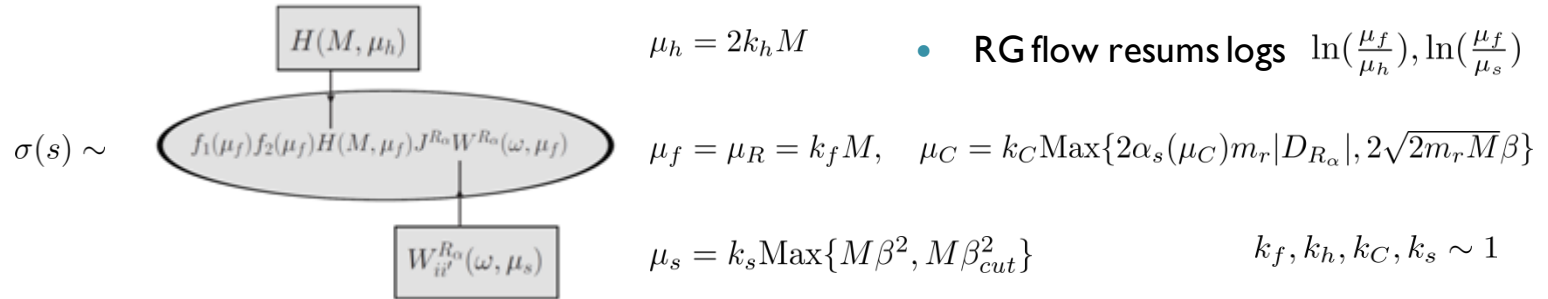 H(M, μ_h)
μ_h = 2k_h M
• RG flow resums logs ln(μ_f/μ_h), ln(μ_f/μ_s)
σ(s) ∼
f_1(μ_f)f_2(μ_f)H(M, μ_f)J^{R_α}W^{R_α}(ω, μ_f)
μ_f = μ_R = k_f M, μ_C = k_C Max{2α_s(μ_C)m_r|D_{R_α}|, 2√(2m_r M)β}
W_{ii'}^{R_α}(ω, μ_s)
μ_s = k_s Max{Mβ², Mβ²_{cut}}
k_f, k_h, k_C, k_s ∼ 1